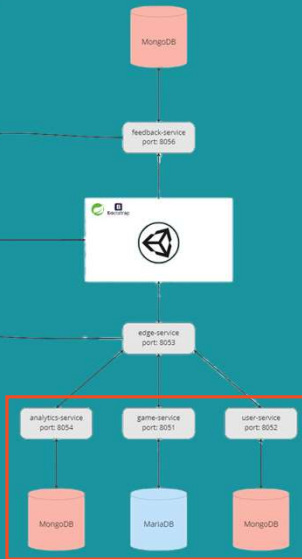 MongoDB
feedback-service
port: 8056
Bootstrap
edge-service
port: 8053
analytics-service
port: 8054
game-service
port: 8051
user-service
port: 8052
MongoDB
MariaDB
MongoDB